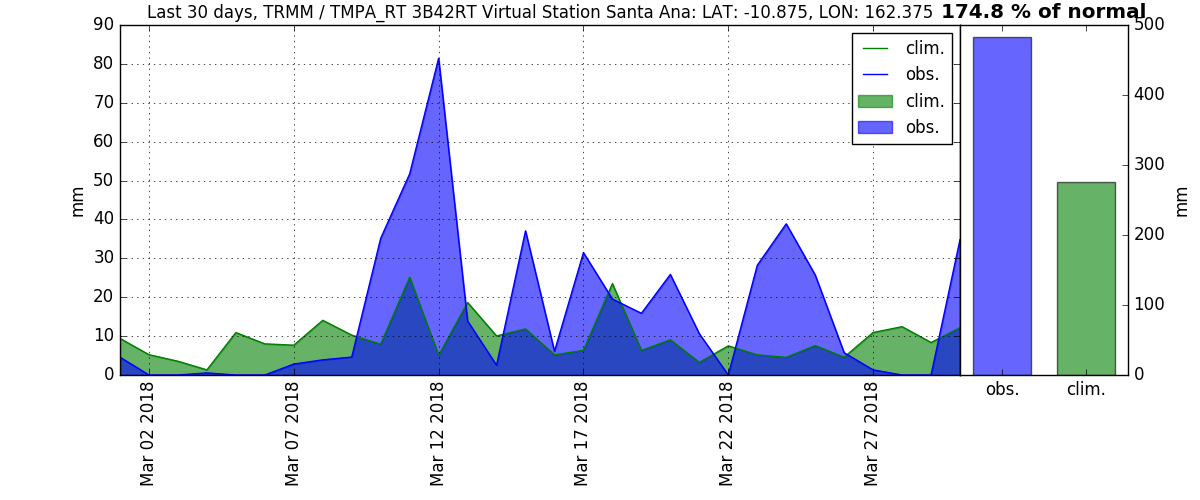 Last 30 days, TRMM / TMPA_RT 3B42RT Virtual Station Santa Ana: LAT: -10.875, LON: 162.375 174.8 % of normal
90
80
70
60
50
40
30
20
10
0
mm
clim.
obs.
clim.
obs.
Mar 02 2018
Mar 07 2018
Mar 12 2018
Mar 17 2018
Mar 22 2018
Mar 27 2018
500
400
300
200
100
0
mm
obs. clim.